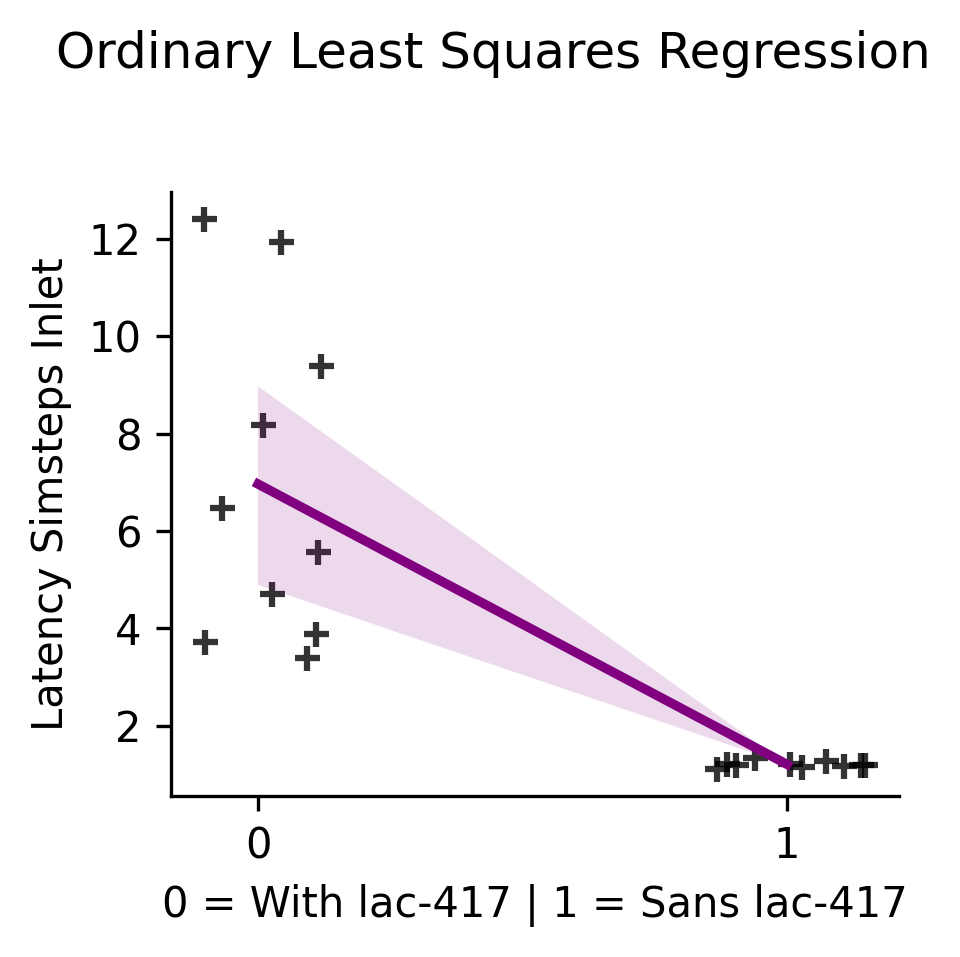 Ordinary Least Squares Regression
Latency Simsteps Inlet
12
10
8
6
4
2
0
1
0 = With lac-417 | 1 = Sans lac-417